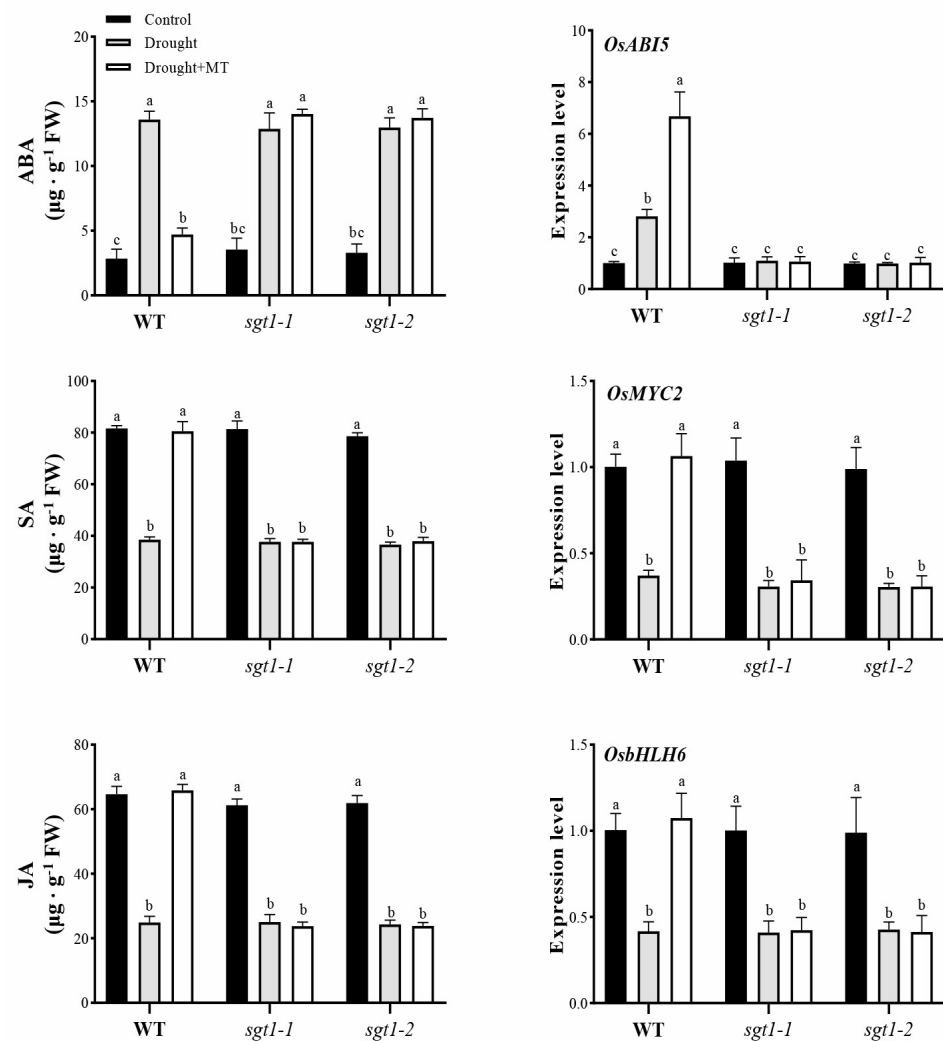 Control
Drought
Drought+MT
ABA
(μg · g⁻¹ FW)
20
15
10
5
0
c
a
b
bc
a
a
bc
a
a
WT
sgt1-1
sgt1-2
OsABI5
Expression level
10
8
6
4
2
0
c
b
a
c
c
c
c
c
c
WT
sgt1-1
sgt1-2
SA
(μg · g⁻¹ FW)
100
80
60
40
20
0
a
b
a
a
b
b
a
b
b
WT
sgt1-1
sgt1-2
OsMYC2
Expression level
1.5
1.0
0.5
0.0
a
b
a
a
b
b
a
b
b
WT
sgt1-1
sgt1-2
JA
(μg · g⁻¹ FW)
80
60
40
20
0
a
b
a
a
b
b
a
b
b
WT
sgt1-1
sgt1-2
OsbHLH6
Expression level
1.5
1.0
0.5
0.0
a
b
a
a
b
b
a
b
b
WT
sgt1-1
sgt1-2